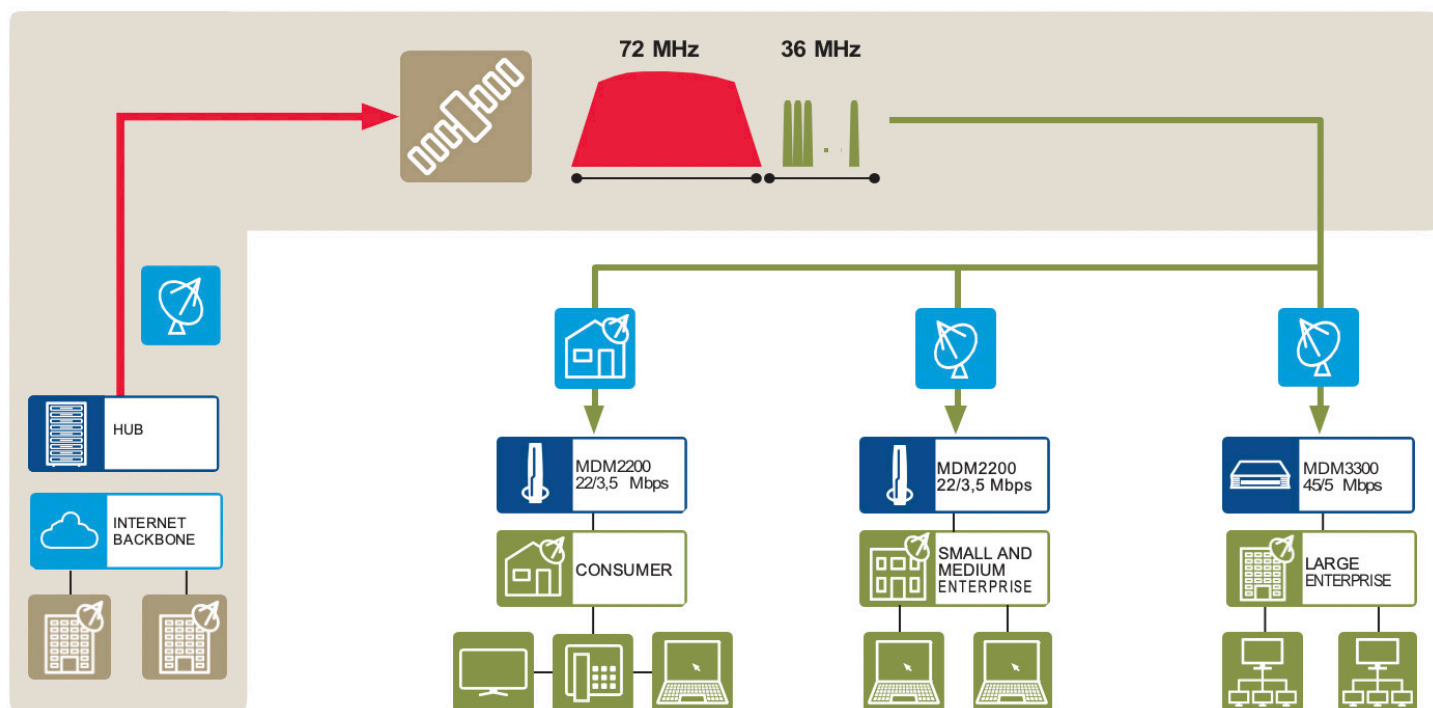 72 MHz
36 MHz
HUB
INTERNET
BACKBONE
MDM2200
22/3,5 Mbps
CONSUMER
MDM2200
22/3,5 Mbps
SMALL AND
MEDIUM
ENTERPRISE
MDM3300
45/5 Mbps
LARGE
ENTERPRISE